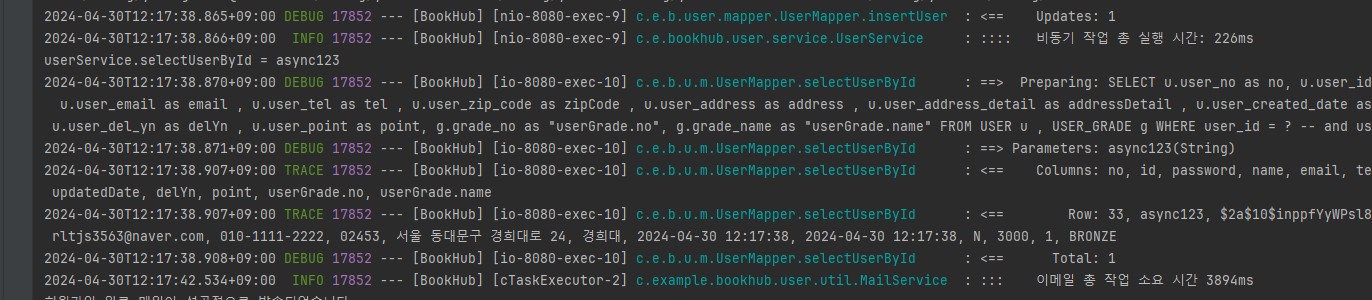 2024-04-30T12:17:38.865+09:00 DEBUG 17852 --- [BookHub] [nio-8080-exec-9] c.e.b.user.mapper.UserMapper.insertUser : <== Updates: 1
2024-04-30T12:17:38.866+09:00 INFO 17852 --- [BookHub] [nio-8080-exec-9] c.e.bookhub.user.service.UserService : :::: 비동기 작업 총 실행 시간: 226ms
userService.selectUserById = async123
2024-04-30T12:17:38.870+09:00 DEBUG 17852 --- [BookHub] [io-8080-exec-10] c.e.b.u.m.UserMapper.selectUserById : ==> Preparing: SELECT u.user_no as no, u.user_id
u.user_email as email , u.user_tel as tel , u.user_zip_code as zipCode , u.user_address as address , u.user_address_detail as addressDetail , u.user_created_date as
u.user_del_yn as delYn , u.user_point as point, g.grade_no as "userGrade.no", g.grade_name as "userGrade.name" FROM USER u , USER_GRADE g WHERE user_id = ? -- and us
2024-04-30T12:17:38.871+09:00 DEBUG 17852 --- [BookHub] [io-8080-exec-10] c.e.b.u.m.UserMapper.selectUserById : ==> Parameters: async123(String)
2024-04-30T12:17:38.907+09:00 TRACE 17852 --- [BookHub] [io-8080-exec-10] c.e.b.u.m.UserMapper.selectUserById : <== Columns: no, id, password, name, email, te
updatedDate, delYn, point, userGrade.no, userGrade.name
2024-04-30T12:17:38.907+09:00 TRACE 17852 --- [BookHub] [io-8080-exec-10] c.e.b.u.m.UserMapper.selectUserById : <== Row: 33, async123, $2a$10$inppfYyWPsl8
rltjs3563@naver.com, 010-1111-2222, 02453, 서울 동대문구 경희대로 24, 경희대, 2024-04-30 12:17:38, 2024-04-30 12:17:38, N, 3000, 1, BRONZE
2024-04-30T12:17:38.908+09:00 DEBUG 17852 --- [BookHub] [io-8080-exec-10] c.e.b.u.m.UserMapper.selectUserById : <== Total: 1
2024-04-30T12:17:42.534+09:00 INFO 17852 --- [BookHub] [cTaskExecutor-2] c.example.bookhub.user.util.MailService : ::: 이메일 총 작업 소요 시간 3894ms